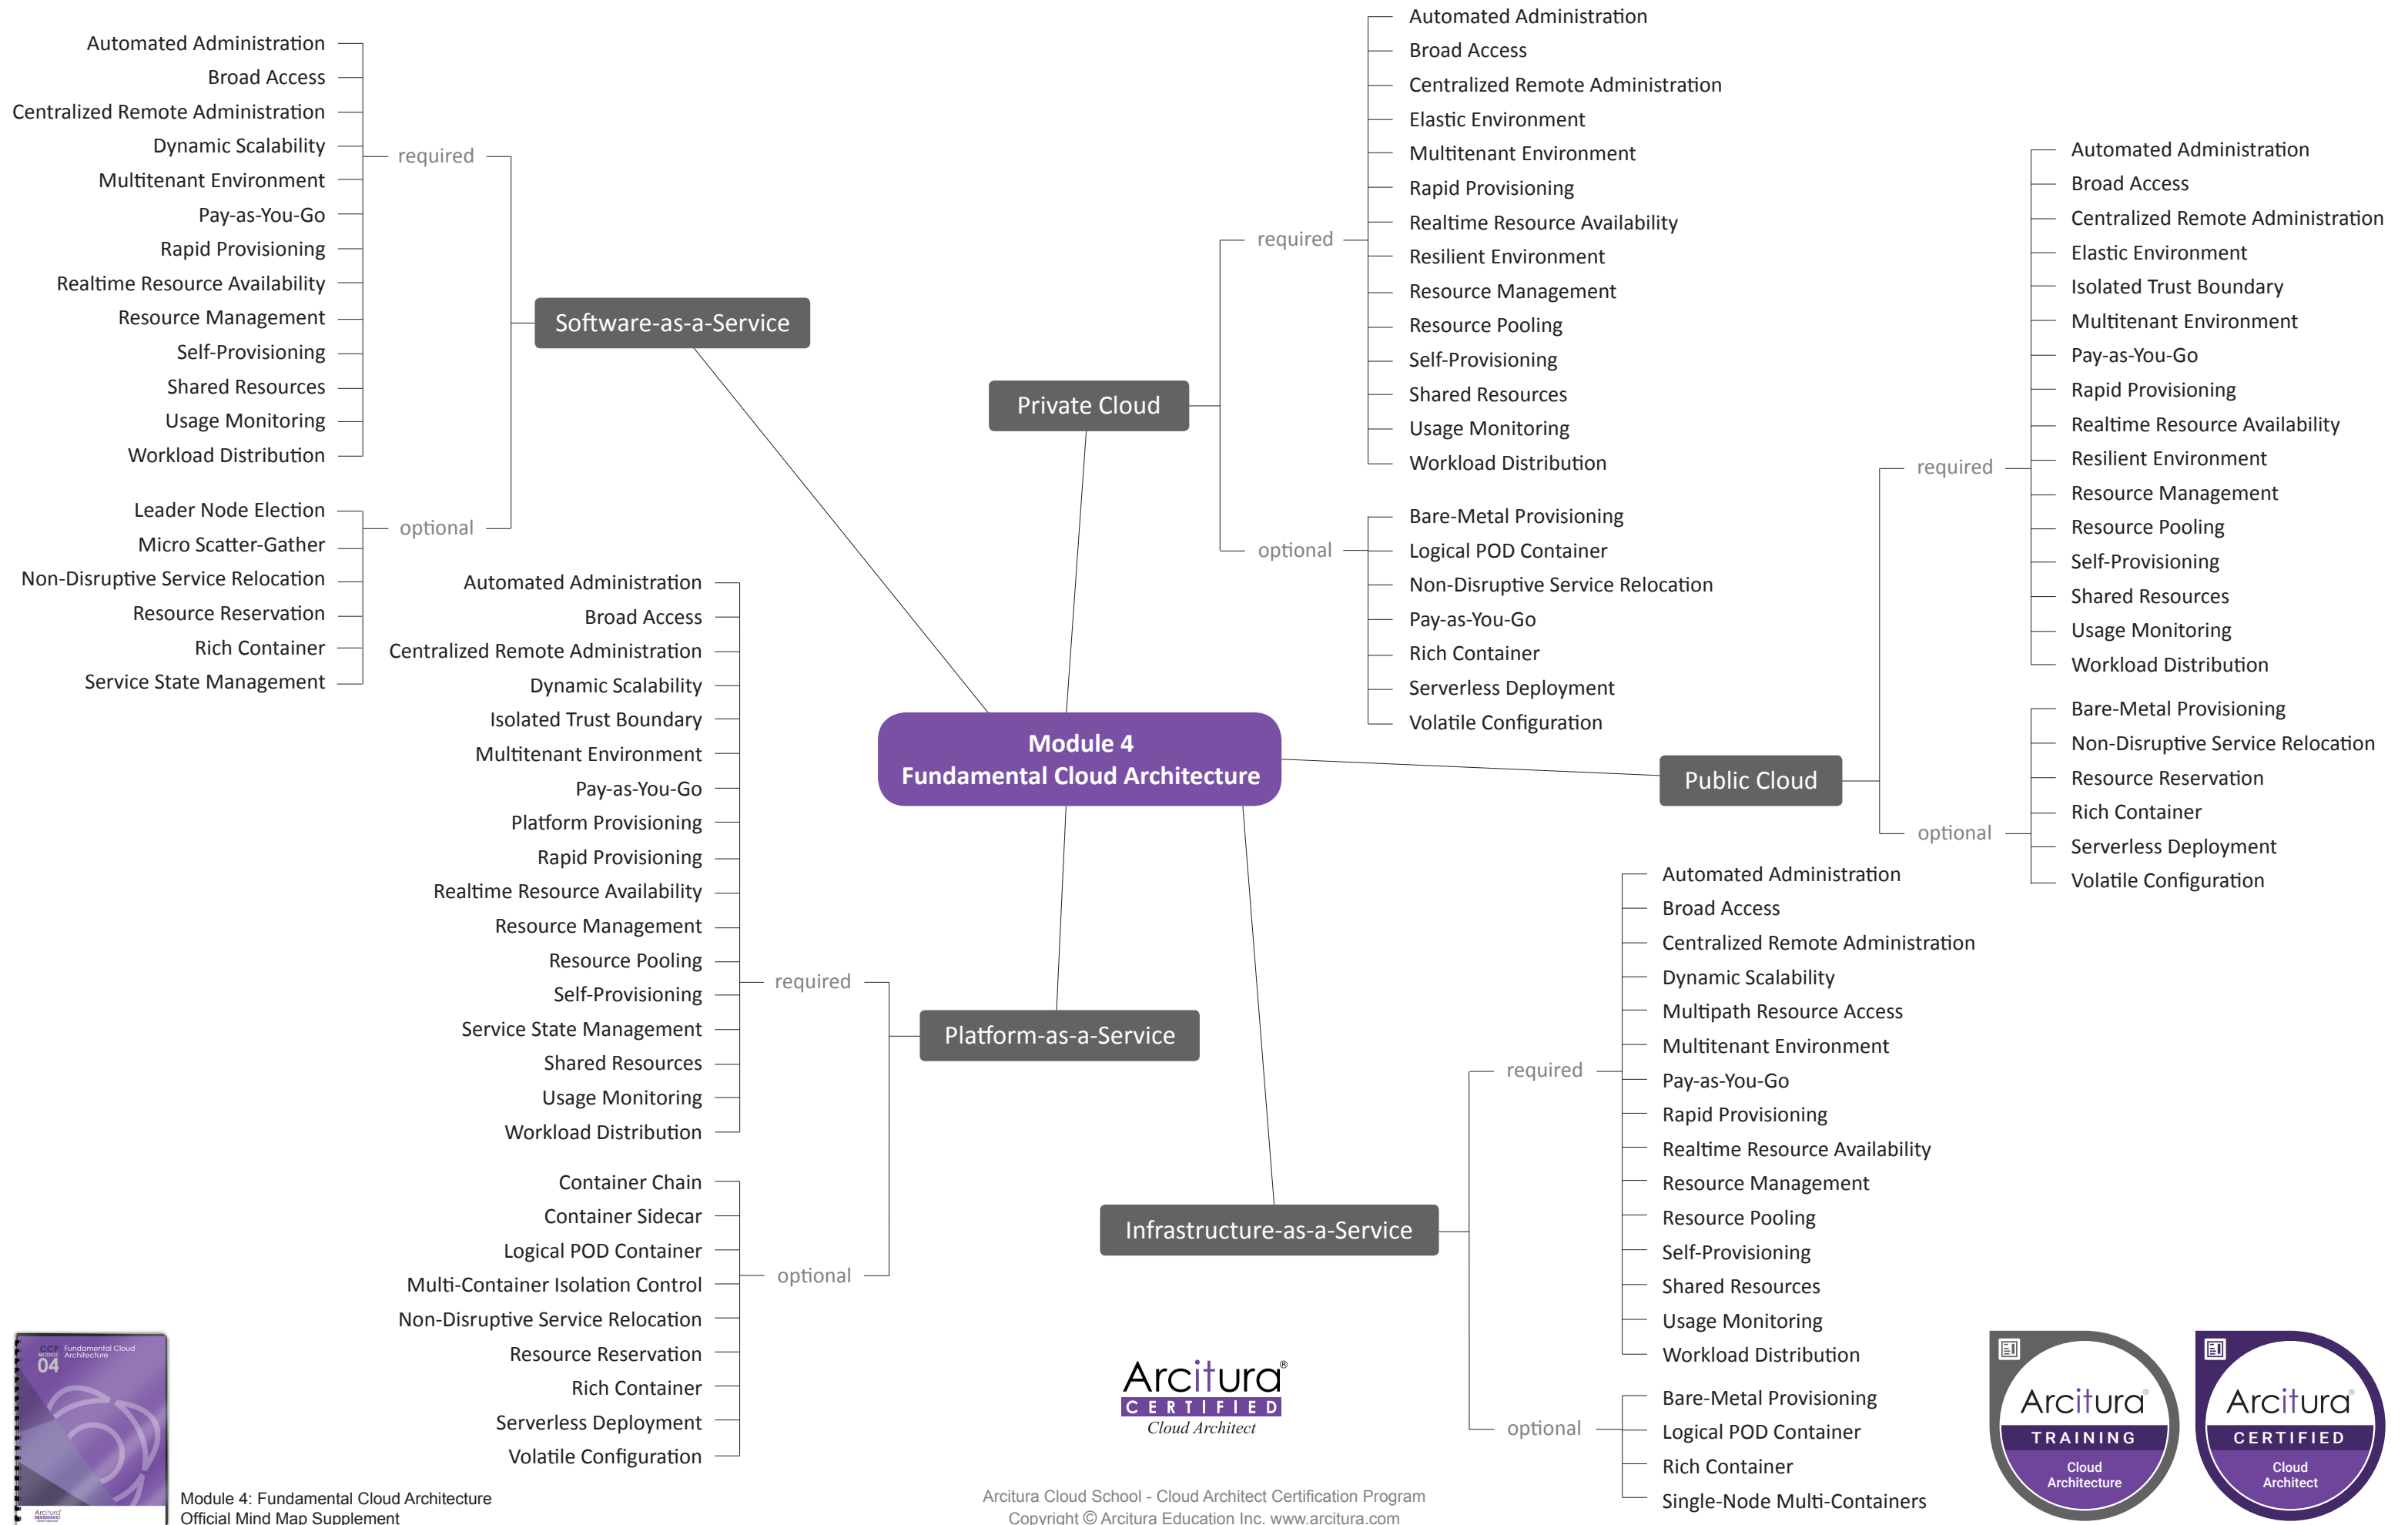 Automated Administration
Broad Access
Centralized Remote Administration
Dynamic Scalability
Multitenant Environment
Pay-as-You-Go
Rapid Provisioning
Realtime Resource Availability
Resource Management
Self-Provisioning
Shared Resources
Usage Monitoring
Workload Distribution
required
Leader Node Election
Micro Scatter-Gather
Non-Disruptive Service Relocation
Resource Reservation
Rich Container
Service State Management
optional
Software-as-a-Service
Automated Administration
Broad Access
Centralized Remote Administration
Elastic Environment
Multitenant Environment
Rapid Provisioning
Realtime Resource Availability
Resilient Environment
Resource Management
Resource Pooling
Self-Provisioning
Shared Resources
Usage Monitoring
Workload Distribution
required
Bare-Metal Provisioning
Logical POD Container
Non-Disruptive Service Relocation
Pay-as-You-Go
Rich Container
Serverless Deployment
Volatile Configuration
optional
Private Cloud
Automated Administration
Broad Access
Centralized Remote Administration
Elastic Environment
Isolated Trust Boundary
Multitenant Environment
Pay-as-You-Go
Rapid Provisioning
Realtime Resource Availability
Resilient Environment
Resource Management
Resource Pooling
Self-Provisioning
Shared Resources
Usage Monitoring
Workload Distribution
required
Bare-Metal Provisioning
Non-Disruptive Service Relocation
Resource Reservation
Rich Container
Serverless Deployment
Volatile Configuration
optional
Public Cloud
Module 4
Fundamental Cloud Architecture
Automated Administration
Broad Access
Centralized Remote Administration
Dynamic Scalability
Isolated Trust Boundary
Multitenant Environment
Pay-as-You-Go
Platform Provisioning
Rapid Provisioning
Realtime Resource Availability
Resource Management
Resource Pooling
Self-Provisioning
Service State Management
Shared Resources
Usage Monitoring
Workload Distribution
required
Container Chain
Container Sidecar
Logical POD Container
Multi-Container Isolation Control
Non-Disruptive Service Relocation
Resource Reservation
Rich Container
Serverless Deployment
Volatile Configuration
optional
Platform-as-a-Service
Automated Administration
Broad Access
Centralized Remote Administration
Dynamic Scalability
Multipath Resource Access
Multitenant Environment
Pay-as-You-Go
Rapid Provisioning
Realtime Resource Availability
Resource Management
Resource Pooling
Self-Provisioning
Shared Resources
Usage Monitoring
Workload Distribution
required
Bare-Metal Provisioning
Logical POD Container
Rich Container
Single-Node Multi-Containers
optional
Infrastructure-as-a-Service
CCP
MODULE
04
Fundamental Cloud
Architecture
Arcitura
Module 4: Fundamental Cloud Architecture
Official Mind Map Supplement
Arcitura®
CERTIFIED
Cloud Architect
Arcitura Cloud School - Cloud Architect Certification Program
Copyright © Arcitura Education Inc. www.arcitura.com
Arcitura®
TRAINING
Cloud
Architecture
Arcitura®
CERTIFIED
Cloud
Architect